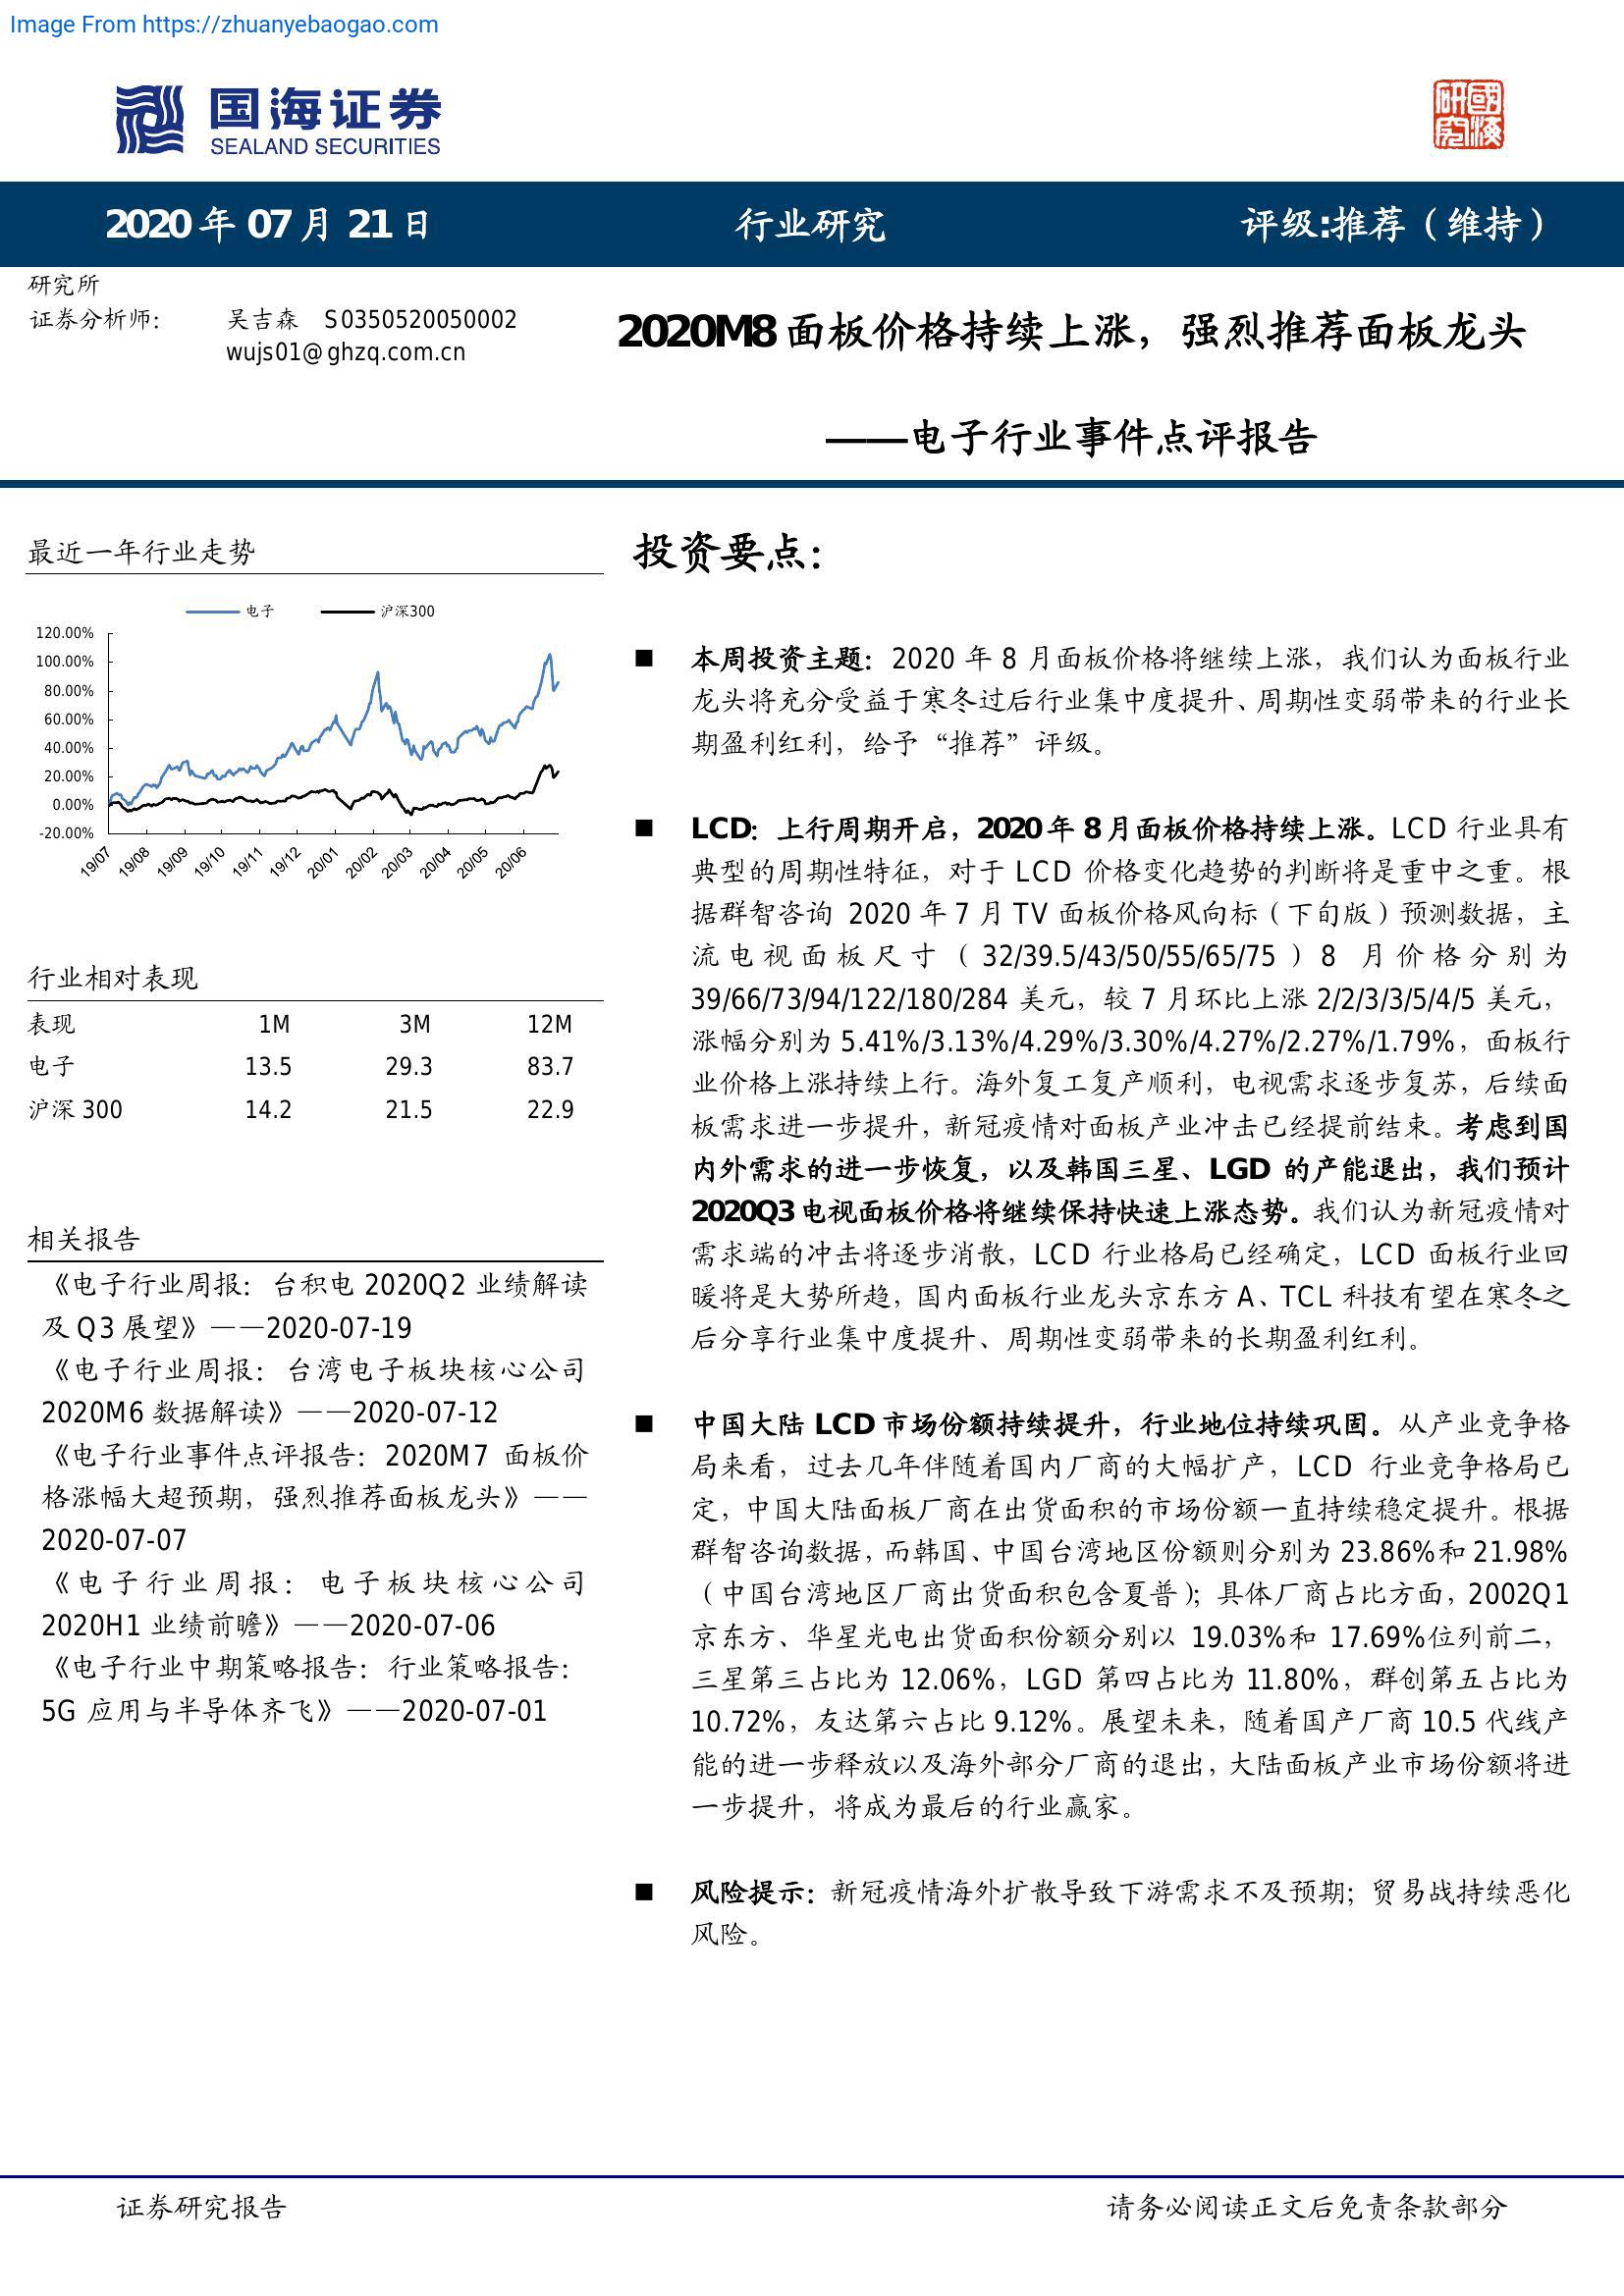 Image From https://zhuanyebaogao.com
国海证券
SEALAND SECURITIES
研國
究海
2020 年 07 月 21 日 行业研究 评级:推荐（维持）
研究所
证券分析师： 吴吉森 S0350520050002
wujs01@ghzq.com.cn
2020M8 面板价格持续上涨，强烈推荐面板龙头
——电子行业事件点评报告
最近一年行业走势
电子 沪深300
120.00%
100.00%
80.00%
60.00%
40.00%
20.00%
0.00%
-20.00%
19/07 19/08 19/09 19/10 19/11 19/12 20/01 20/02 20/03 20/04 20/05 20/06
行业相对表现
表现 1M 3M 12M
电子 13.5 29.3 83.7
沪深 300 14.2 21.5 22.9
相关报告
《电子行业周报：台积电 2020Q2 业绩解读
及 Q3 展望》——2020-07-19
《电子行业周报：台湾电子板块核心公司
2020M6 数据解读》——2020-07-12
《电子行业事件点评报告：2020M7 面板价
格涨幅大超预期，强烈推荐面板龙头》——
2020-07-07
《电子行业周报：电子板块核心公司
2020H1 业绩前瞻》——2020-07-06
《电子行业中期策略报告：行业策略报告：
5G 应用与半导体齐飞》——2020-07-01
投资要点：
■ 本周投资主题：2020 年 8 月面板价格将继续上涨，我们认为面板行业
龙头将充分受益于寒冬过后行业集中度提升、周期性变弱带来的行业长
期盈利红利，给予“推荐”评级。
■ LCD：上行周期开启，2020 年 8 月面板价格持续上涨。LCD 行业具有
典型的周期性特征，对于 LCD 价格变化趋势的判断将是重中之重。根
据群智咨询 2020 年 7 月 TV 面板价格风向标（下旬版）预测数据，主
流电视面板尺寸（32/39.5/43/50/55/65/75）8 月价格分别为
39/66/73/94/122/180/284 美元，较 7 月环比上涨 2/2/3/3/5/4/5 美元，
涨幅分别为 5.41%/3.13%/4.29%/3.30%/4.27%/2.27%/1.79%，面板行
业价格上涨持续上行。海外复工复产顺利，电视需求逐步复苏，后续面
板需求进一步提升，新冠疫情对面板产业冲击已经提前结束。考虑到国
内外需求的进一步恢复，以及韩国三星、LGD 的产能退出，我们预计
2020Q3 电视面板价格将继续保持快速上涨态势。我们认为新冠疫情对
需求端的冲击将逐步消散，LCD 行业格局已经确定，LCD 面板行业回
暖将是大势所趋，国内面板行业龙头京东方 A、TCL 科技有望在寒冬之
后分享行业集中度提升、周期性变弱带来的长期盈利红利。
■ 中国大陆 LCD 市场份额持续提升，行业地位持续巩固。从产业竞争格
局来看，过去几年伴随着国内厂商的大幅扩产，LCD 行业竞争格局已
定，中国大陆面板厂商在出货面积的市场份额一直持续稳定提升。根据
群智咨询数据，而韩国、中国台湾地区份额则分别为 23.86%和 21.98%
（中国台湾地区厂商出货面积包含夏普）；具体厂商占比方面，2002Q1
京东方、华星光电出货面积份额分别以 19.03%和 17.69%位列前二，
三星第三占比为 12.06%，LGD 第四占比为 11.80%，群创第五占比为
10.72%，友达第六占比 9.12%。展望未来，随着国产厂商 10.5 代线产
能的进一步释放以及海外部分厂商的退出，大陆面板产业市场份额将进
一步提升，将成为最后的行业赢家。
■ 风险提示：新冠疫情海外扩散导致下游需求不及预期；贸易战持续恶化
风险。
证券研究报告 请务必阅读正文后免责条款部分